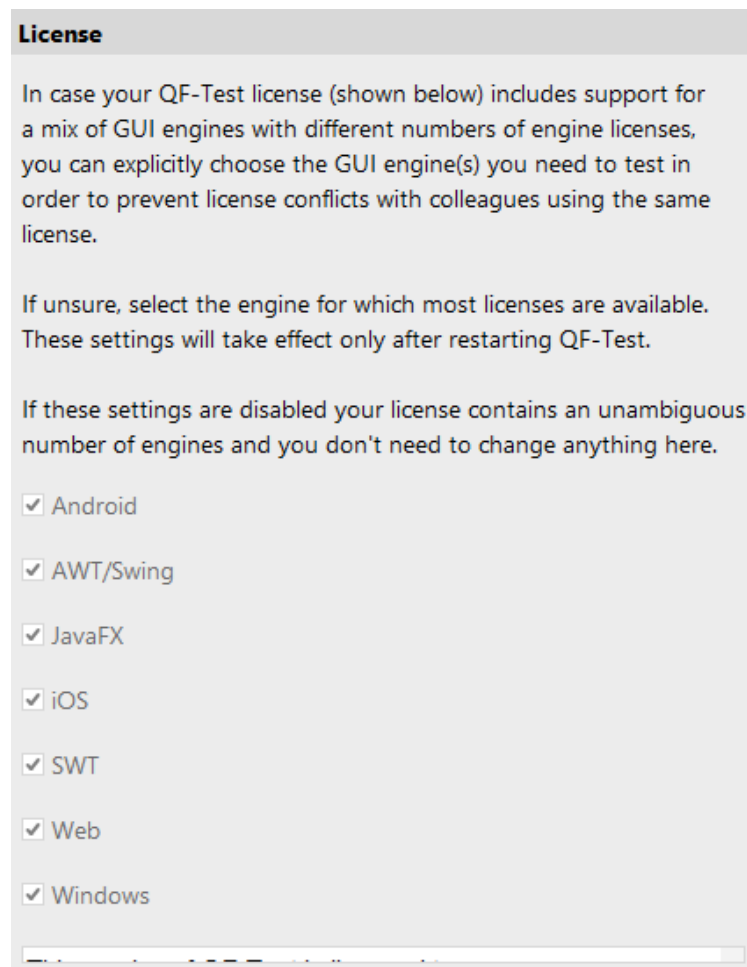 License
In case your QF-Test license (shown below) includes support for
a mix of GUI engines with different numbers of engine licenses,
you can explicitly choose the GUI engine(s) you need to test in
order to prevent license conflicts with colleagues using the same
license.
If unsure, select the engine for which most licenses are available.
These settings will take effect only after restarting QF-Test.
If these settings are disabled your license contains an unambiguous
number of engines and you don't need to change anything here.
Android
AWT/Swing
JavaFX
iOS
SWT
Web
Windows